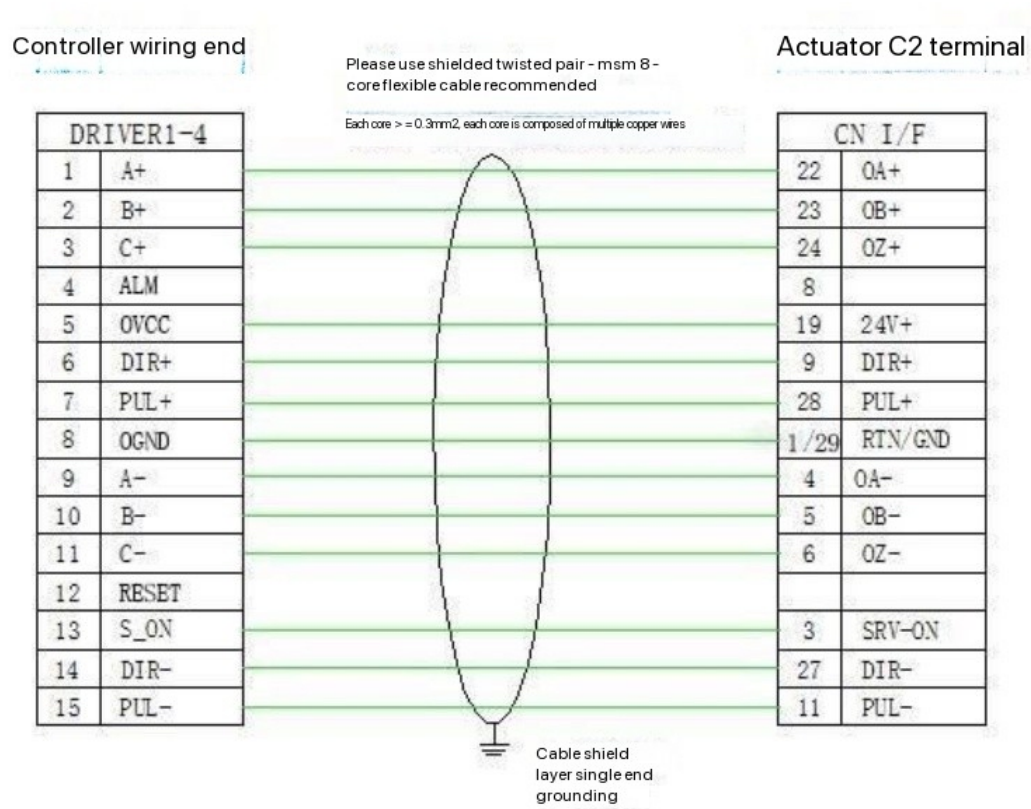 Controller wiring end
Please use shielded twisted pair - msm 8 -
core flexible cable recommended
Each core > = 0.3mm2, each core is composed of multiple copper wires
Actuator C2 terminal
DRIVER1-4
1 A+
2 B+
3 C+
4 ALM
5 OVCC
6 DIR+
7 PUL+
8 OGND
9 A-
10 B-
11 C-
12 RESET
13 S_ON
14 DIR-
15 PUL-
CN I/F
22 OA+
23 OB+
24 OZ+
8
19 24V+
9 DIR+
28 PUL+
1/29 RTN/GND
4 OA-
5 OB-
6 OZ-
3 SRV-ON
27 DIR-
11 PUL-
Cable shield
layer single end
grounding